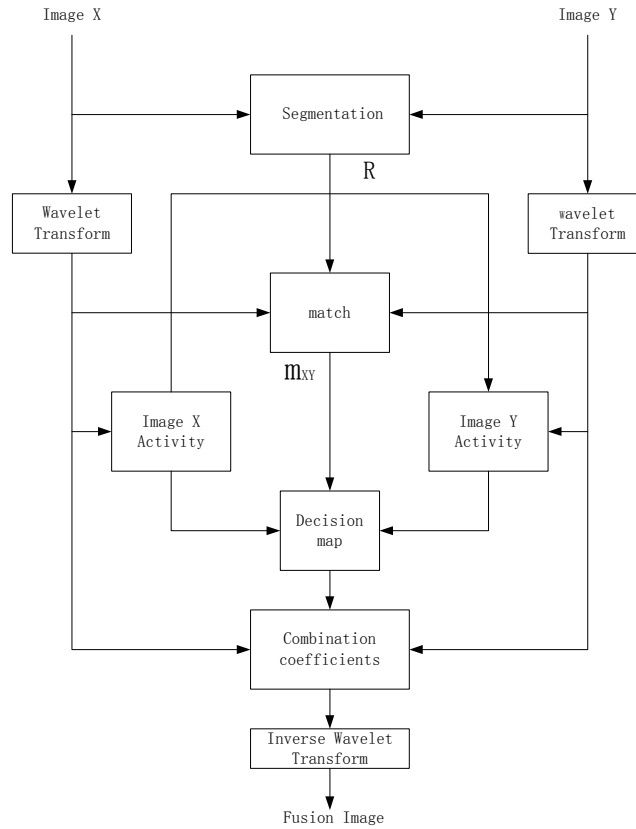 Image X
Image Y
Segmentation
R
Wavelet
Transform
wavelet
Transform
match
mXY
Image X
Activity
Image Y
Activity
Decision
map
Combination
coefficients
Inverse Wavelet
Transform
Fusion Image